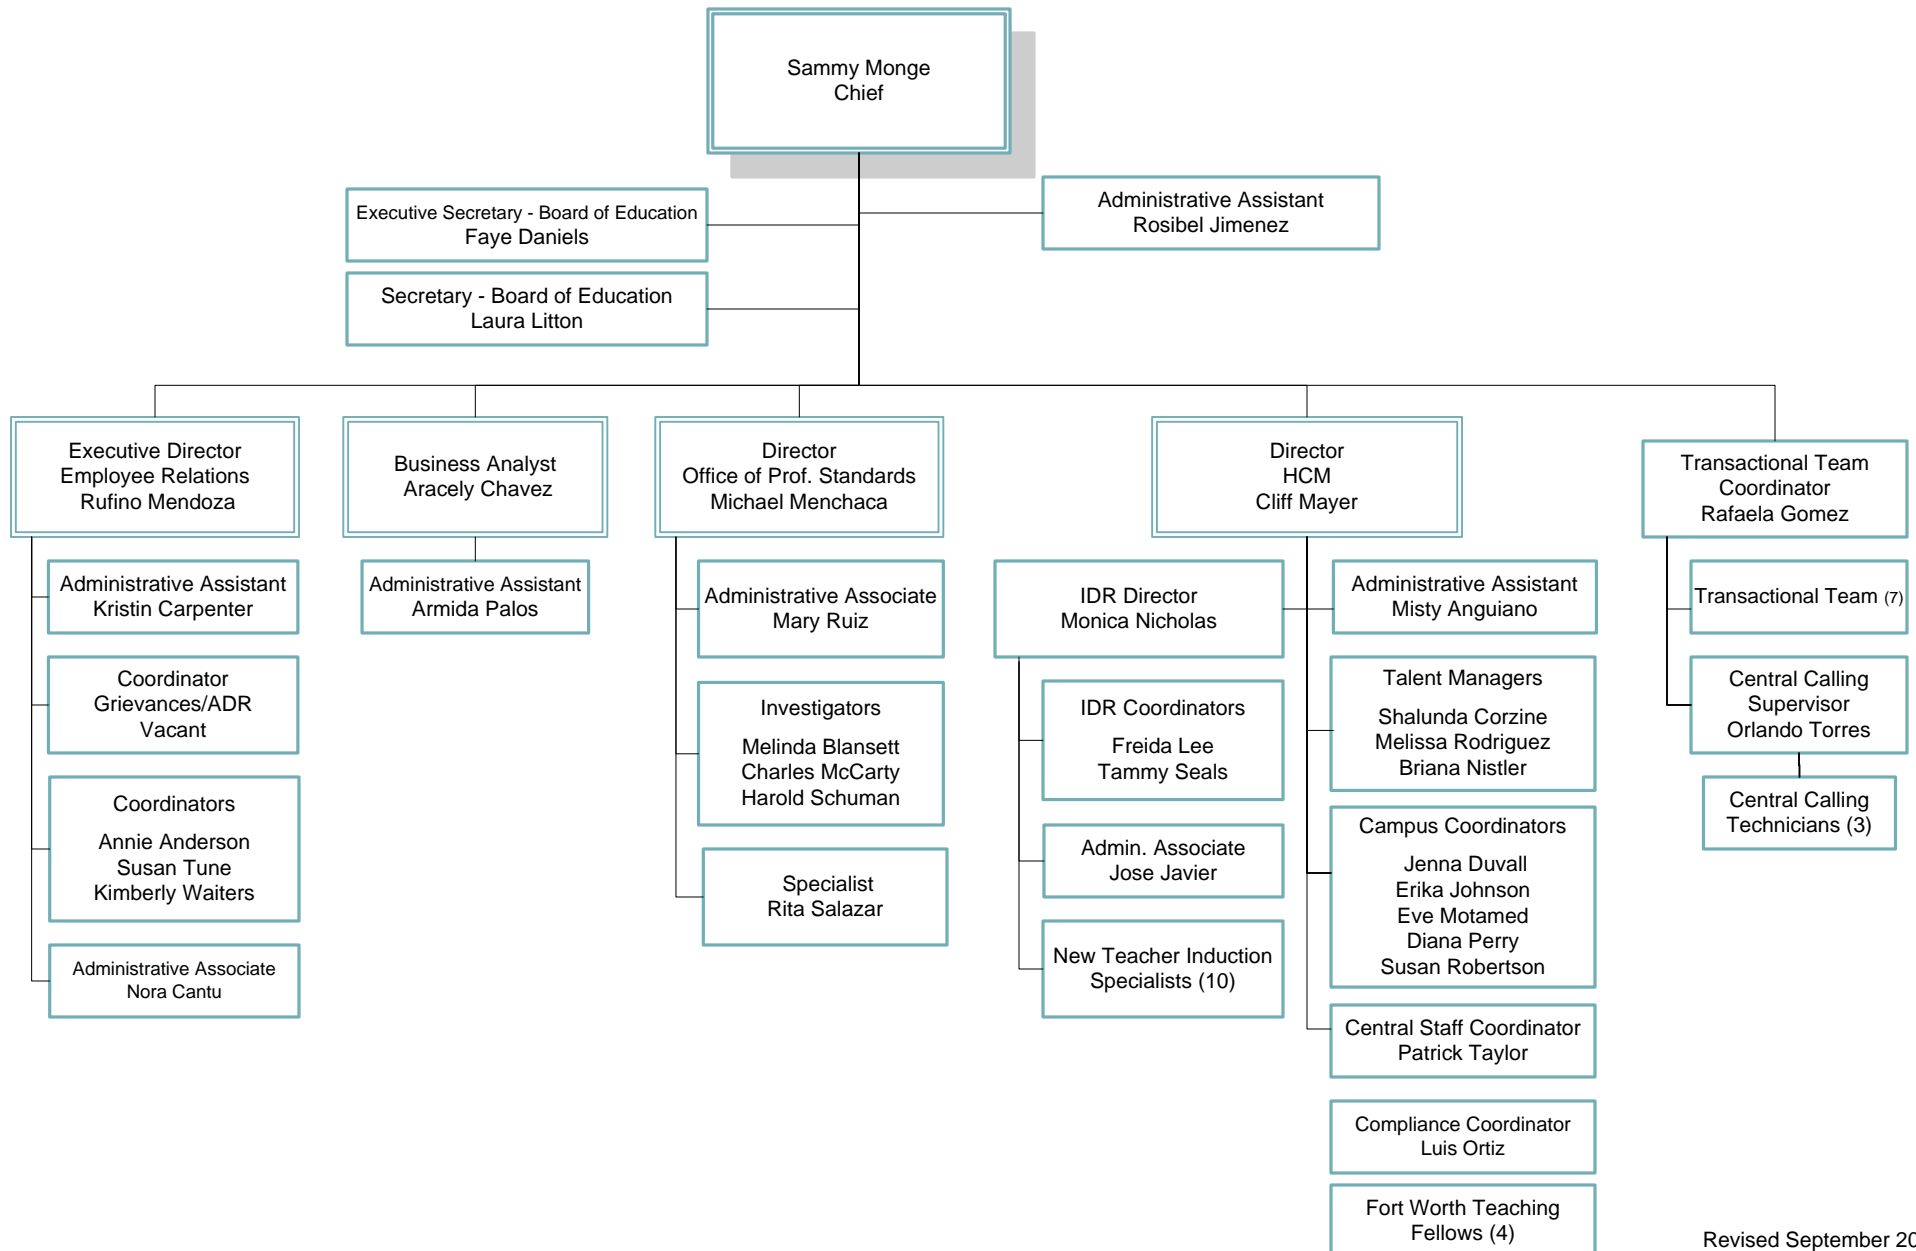 Sammy Monge
Chief
Executive Secretary - Board of Education
Faye Daniels
Administrative Assistant
Rosibel Jimenez
Secretary - Board of Education
Laura Litton
Executive Director
Employee Relations
Rufino Mendoza
Business Analyst
Aracely Chavez
Director
Office of Prof. Standards
Michael Menchaca
Director
HCM
Cliff Mayer
Transactional Team
Coordinator
Rafaela Gomez
Administrative Assistant
Kristin Carpenter
Coordinator
Grievances/ADR
Vacant
Coordinators
Annie Anderson
Susan Tune
Kimberly Waiters
Administrative Associate
Nora Cantu
Administrative Assistant
Armida Palos
Administrative Associate
Mary Ruiz
Investigators
Melinda Blansett
Charles McCarty
Harold Schuman
Specialist
Rita Salazar
IDR Director
Monica Nicholas
IDR Coordinators
Freida Lee
Tammy Seals
Admin. Associate
Jose Javier
New Teacher Induction
Specialists (10)
Administrative Assistant
Misty Anguiano
Talent Managers
Shalunda Corzine
Melissa Rodriguez
Briana Nistler
Campus Coordinators
Jenna Duvall
Erika Johnson
Eve Motamed
Diana Perry
Susan Robertson
Central Staff Coordinator
Patrick Taylor
Compliance Coordinator
Luis Ortiz
Fort Worth Teaching
Fellows (4)
Transactional Team (7)
Central Calling
Supervisor
Orlando Torres
Central Calling
Technicians (3)
Revised September 20